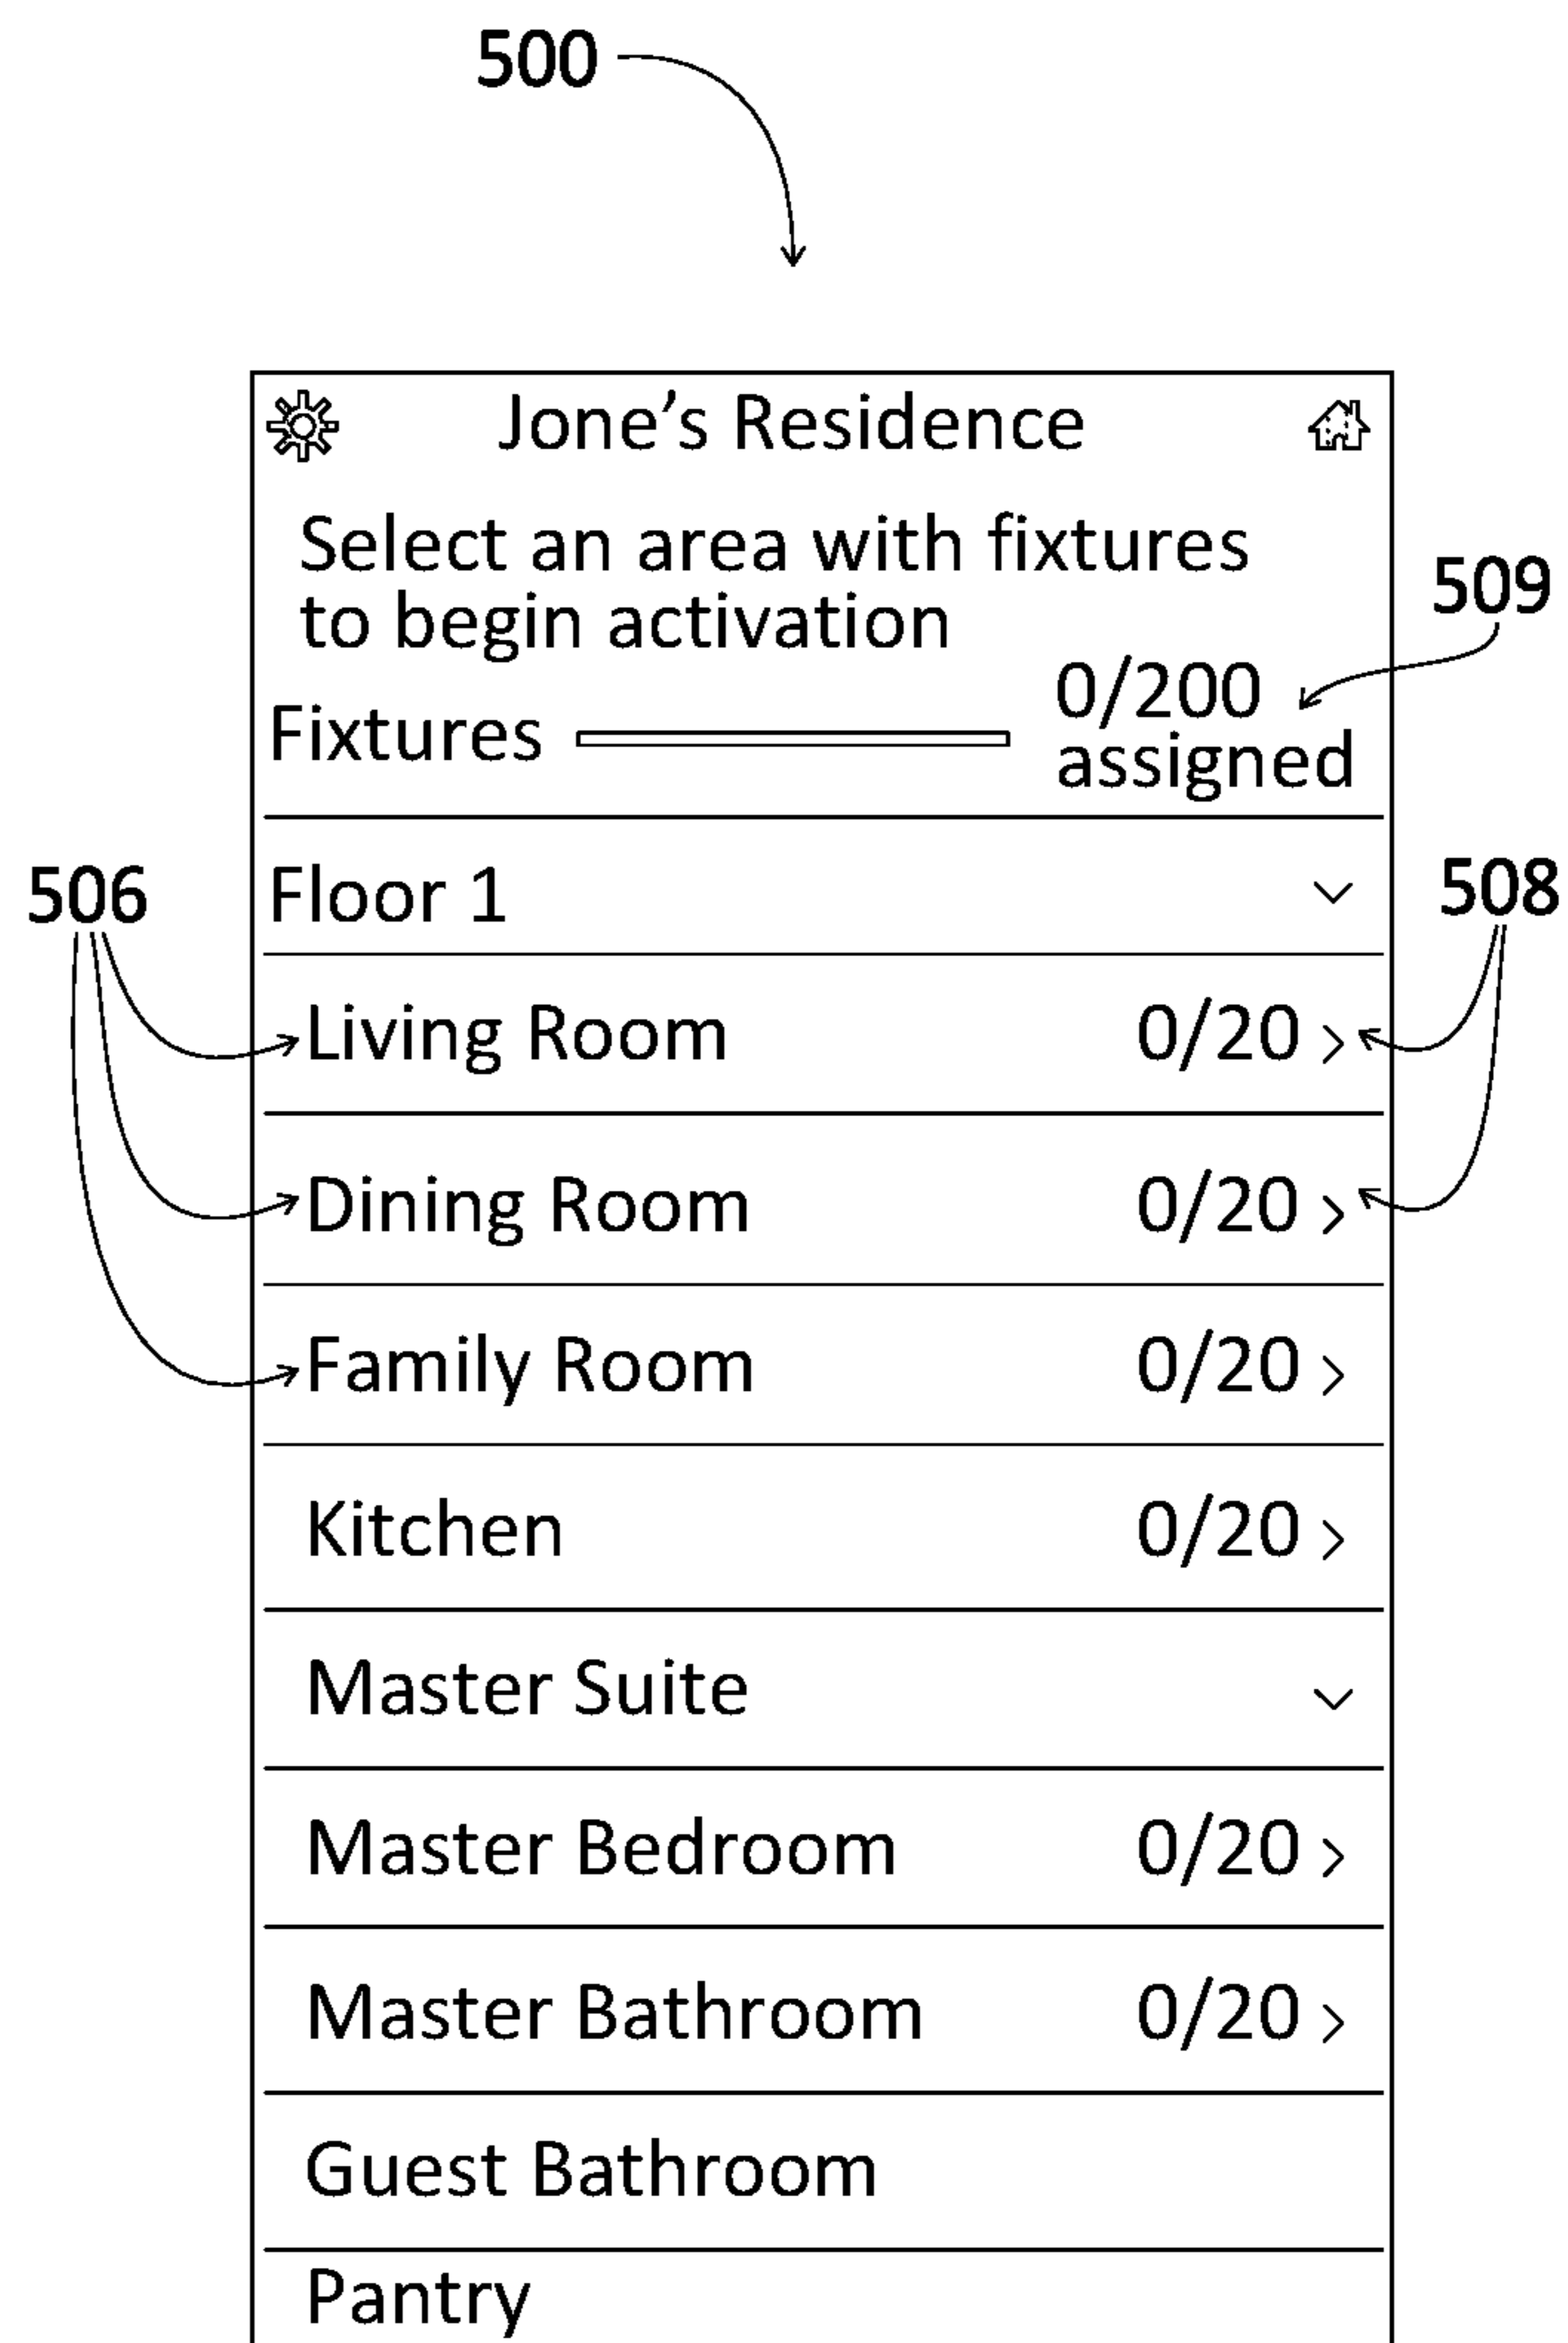 500
Jone's Residence
Select an area with fixtures
to begin activation
509
Fixtures
0/200
assigned
506
Floor 1
508
Living Room 0/20 >
Dining Room 0/20 >
Family Room 0/20 >
Kitchen 0/20 >
Master Suite
Master Bedroom 0/20 >
Master Bathroom 0/20 >
Guest Bathroom
Pantry